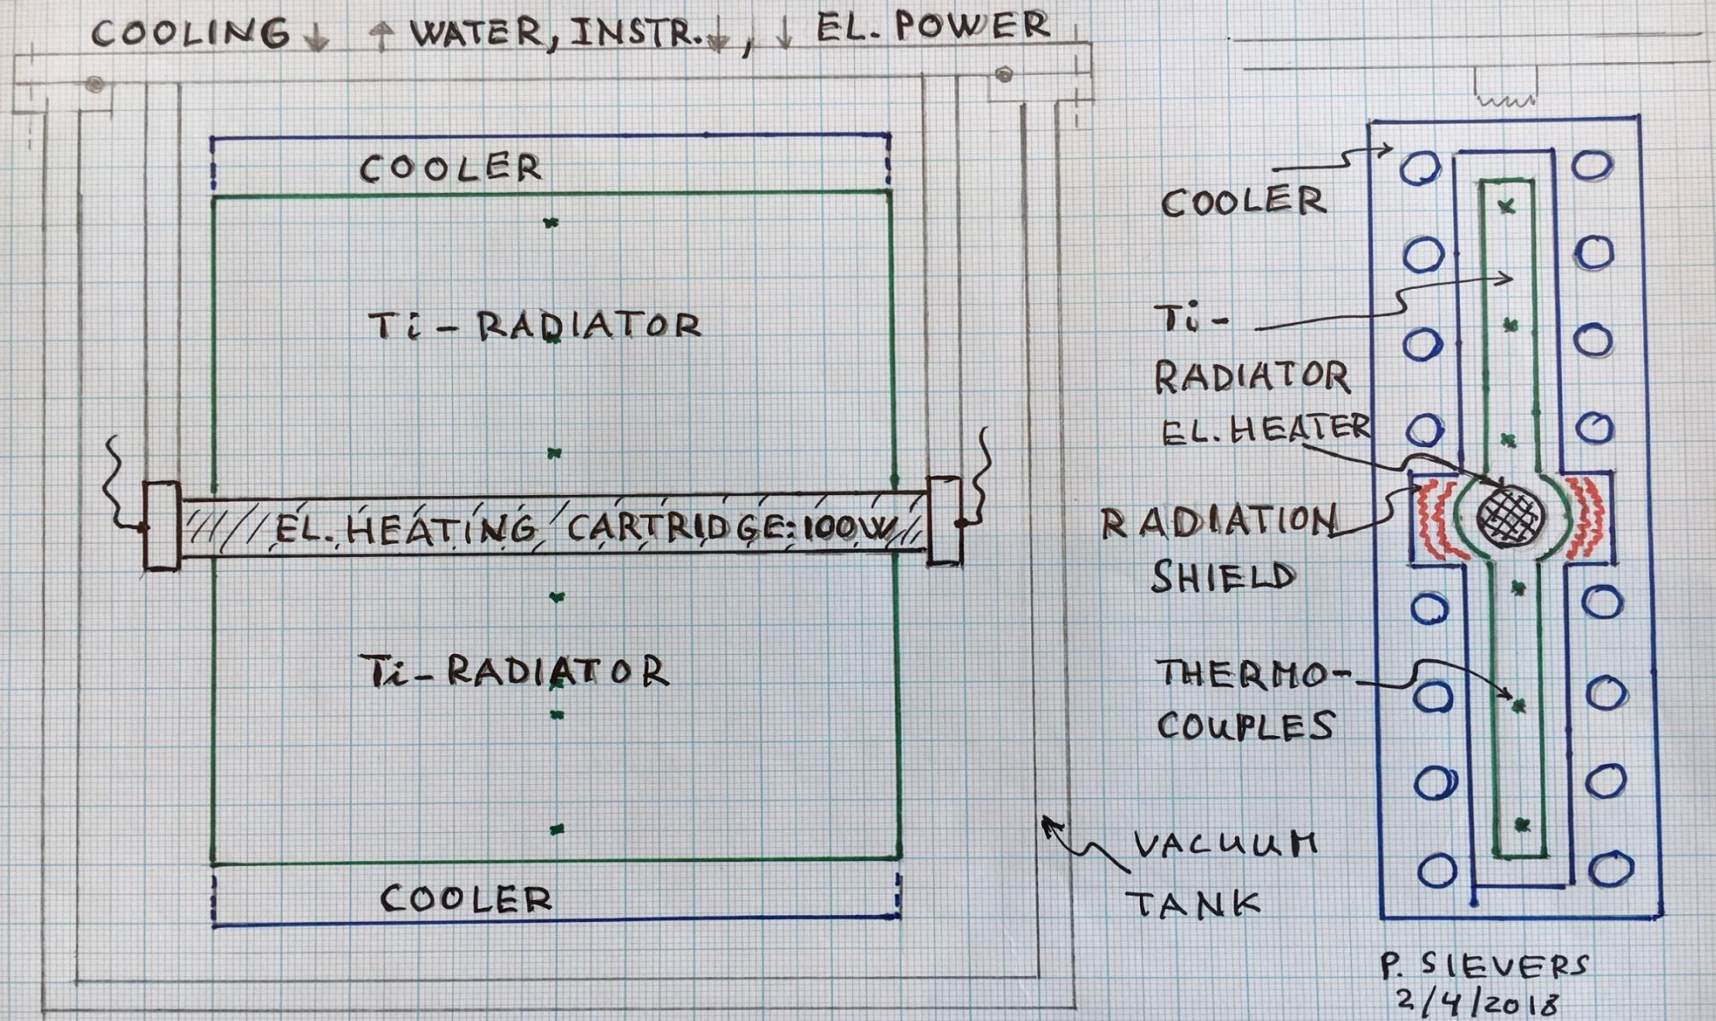 COOLING ↓ ↑ WATER, INSTR.↓, ↓ EL. POWER
COOLER
Ti - RADIATOR
EL. HEATING CARTRIDGE: 100W
Ti - RADIATOR
COOLER
COOLER
Ti -
RADIATOR
EL. HEATER
RADIATION
SHIELD
THERMO-
COUPLES
VACUUM
TANK
P. SIEVERS
2/4/2018